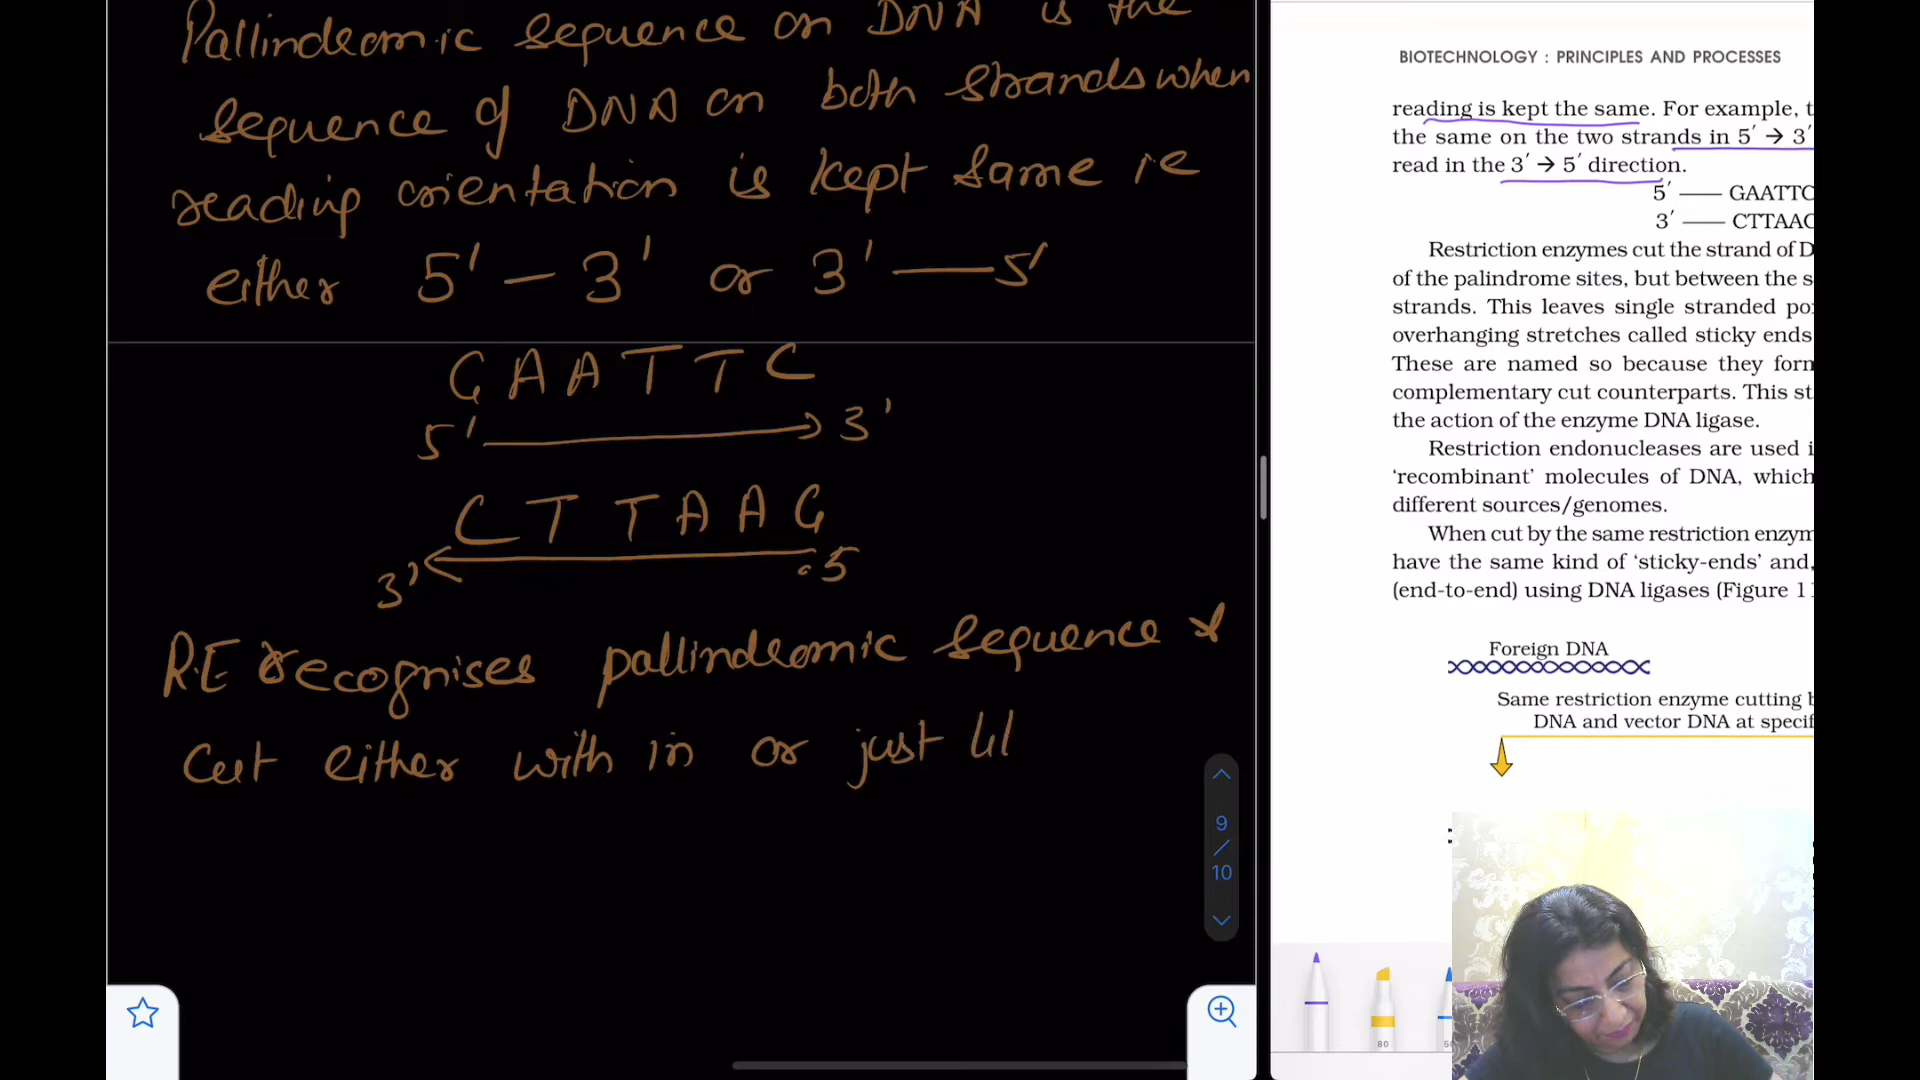 Pallindromic sequence on DNA is the
sequence of DNA on both strands when
reading orientation is kept same ie
either 5' - 3' or 3' — 5'
GAATTC
5' → 3'
CTTAAG
3' ← 5
R.E recognises pallindromic sequence &
cut either with in or just
9
/
10
BIOTECHNOLOGY : PRINCIPLES AND PROCESSES
reading is kept the same. For example, t
the same on the two strands in 5′ → 3′
read in the 3′ → 5′ direction.
5′ —— GAATTC
3′ —— CTTAAG
Restriction enzymes cut the strand of D
of the palindrome sites, but between the s
strands. This leaves single stranded po
overhanging stretches called sticky ends
These are named so because they form
complementary cut counterparts. This st
the action of the enzyme DNA ligase.
Restriction endonucleases are used i
‘recombinant’ molecules of DNA, which
different sources/genomes.
When cut by the same restriction enzym
have the same kind of ‘sticky-ends’ and,
(end-to-end) using DNA ligases (Figure 11
Foreign DNA
Same restriction enzyme cutting b
DNA and vector DNA at specif
80